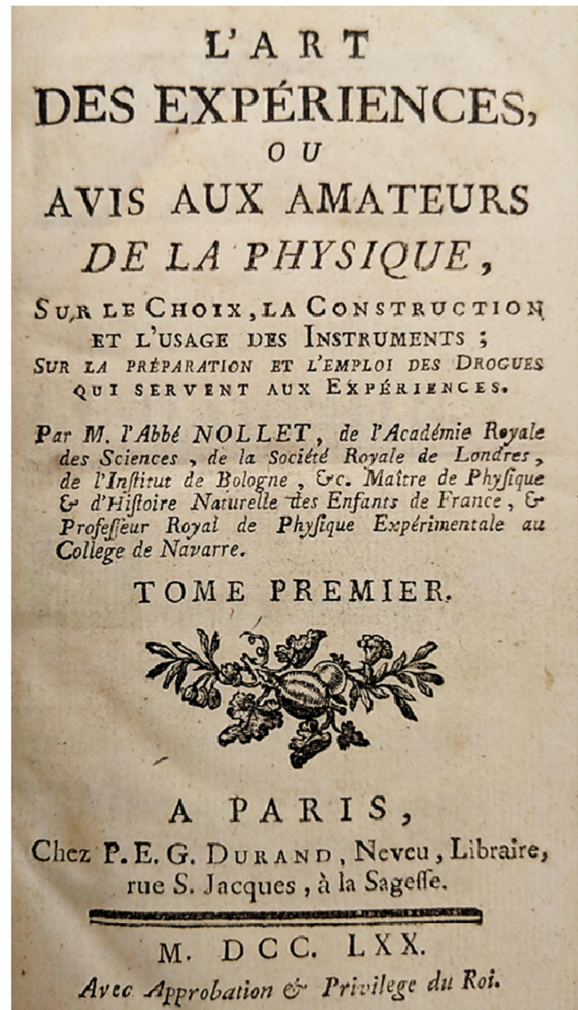 L'ART
DES EXPÉRIENCES,
OU
AVIS AUX AMATEURS
DE LA PHYSIQUE,
SUR LE CHOIX, LA CONSTRUCTION
ET L'USAGE DES INSTRUMENTS ;
SUR LA PRÉPARATION ET L'EMPLOI DES DROGUES
QUI SERVENT AUX EXPÉRIENCES.
Par M. l'Abbé NOLLET, de l'Académie Royale
des Sciences, de la Société Royale de Londres,
de l'Inſtitut de Bologne, &c. Maître de Phyſique
& d'Hiſtoire Naturelle des Enfants de France, &
Profeſſeur Royal de Phyſique Expérimentale au
College de Navarre.
TOME PREMIER.
A PARIS,
Chez P. E. G. DURAND, Neveu, Libraire,
rue S. Jacques, à la Sageſſe.
M. DCC. LXX.
Avec Approbation & Privilege du Roi.